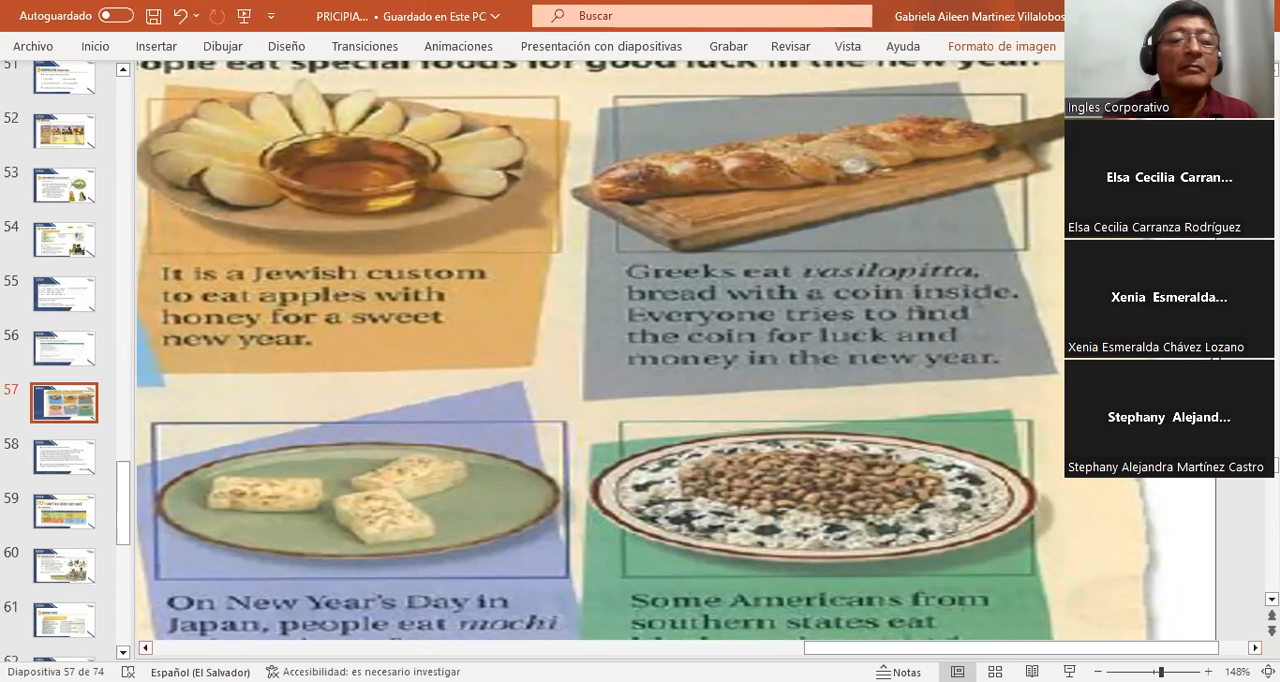 Autoguardado
PRICIPIA... • Guardado en Este PC
Buscar
Gabriela Aileen Martinez Villalobos
Archivo Inicio Insertar Dibujar Diseño Transiciones Animaciones Presentación con diapositivas Grabar Revisar Vista Ayuda Formato de imagen
ople eat special foods for good luck in the new year.
It is a Jewish custom
to eat apples with
honey for a sweet
new year.
Greeks eat vasilopitta,
bread with a coin inside.
Everyone tries to find
the coin for luck and
money in the new year.
On New Year's Day in
Japan, people eat mochi
Some Americans from
southern states eat
51
52
53
54
55
56
57
58
59
60
61
Ingles Corporativo
Elsa Cecilia Carran...
Elsa Cecilia Carranza Rodríguez
Xenia Esmeralda...
Xenia Esmeralda Chávez Lozano
Stephany Alejand...
Stephany Alejandra Martínez Castro
Diapositiva 57 de 74
Español (El Salvador)
Accesibilidad: es necesario investigar
Notas
148%